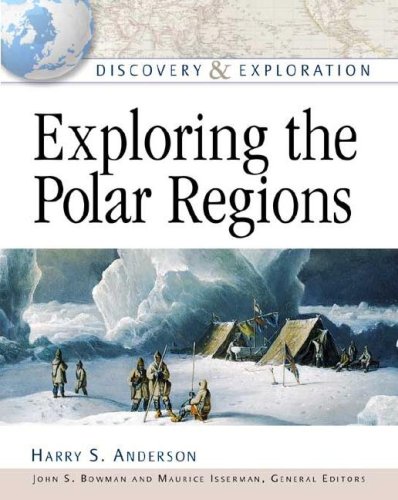 DISCOVERY & EXPLORATION
Exploring the
Polar Regions
HARRY S. ANDERSON
JOHN S. BOWMAN AND MAURICE ISSERMAN, GENERAL EDITORS